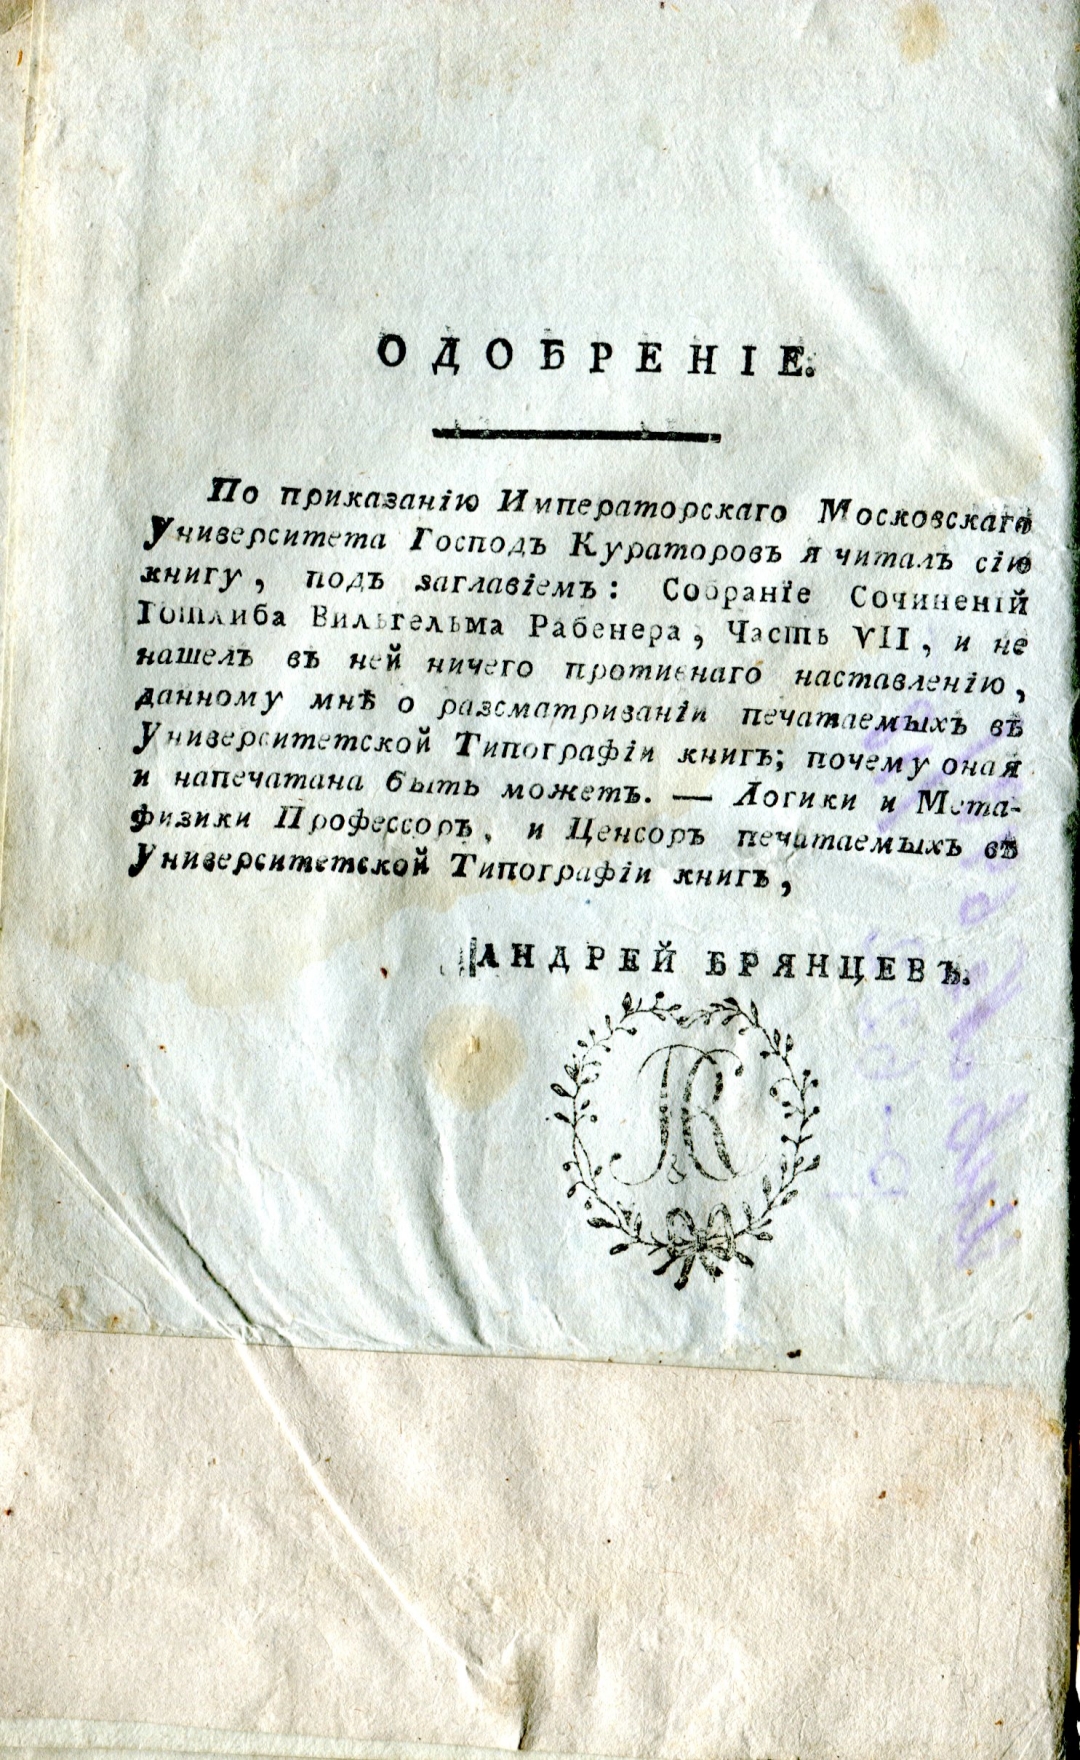 ОДОБРЕНІЕ.
По приказанію Императорскаго Московскаго
Университета Господъ Кураторовъ я читалъ сію
книгу, подъ заглавіемъ: Собранїе Сочиненій
Готлиба Вильгельма Рабенера, Часть VII, и не
нашелъ въ ней ничего противнаго наставленію,
данному мнѣ о разсматриваніи печатаемыхъ въ
Университетской Типографіи книгъ; почему оная
и напечатана быть можетъ. — Логики и Мета-
физики Профессоръ, и Ценсоръ печатаемыхъ въ
Университетской Типографіи книгъ,
АНДРЕЙ БРЯНЦЕВЪ.